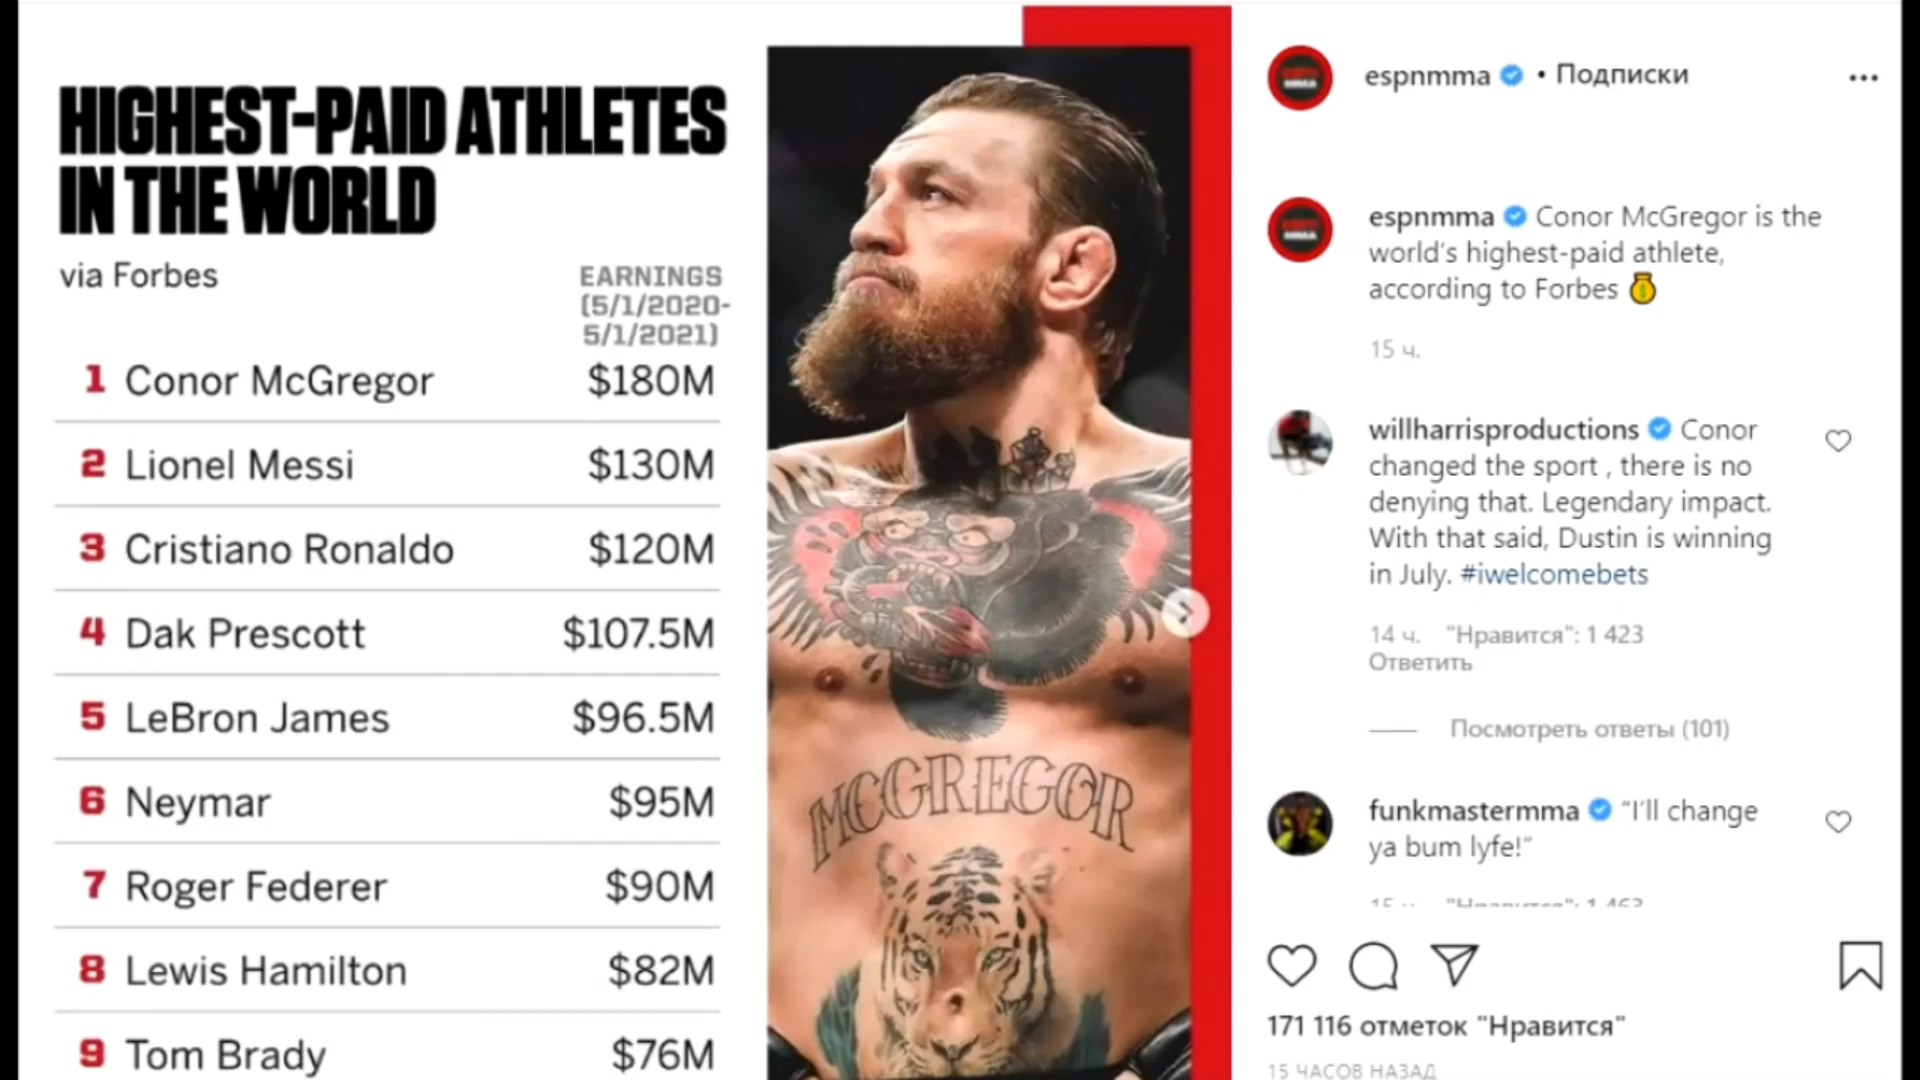 HIGHEST-PAID ATHLETES
IN THE WORLD
via Forbes
EARNINGS
(5/1/2020-
5/1/2021)
1 Conor McGregor $180M
2 Lionel Messi $130M
3 Cristiano Ronaldo $120M
4 Dak Prescott $107.5M
5 LeBron James $96.5M
6 Neymar $95M
7 Roger Federer $90M
8 Lewis Hamilton $82M
9 Tom Brady $76M
MCGREGOR
espnmma • Подписки
espnmma Conor McGregor is the
world's highest-paid athlete,
according to Forbes
15 ч.
willharrisproductions Conor
changed the sport , there is no
denying that. Legendary impact.
With that said, Dustin is winning
in July. #iwelcomebets
14 ч. "Нравится": 1 423
Ответить
Посмотреть ответы (101)
funkmastermma “I'll change
ya bum lyfe!“
15 ч. "Нравится": 1 463
171 116 отметок "Нравится"
15 ЧАСОВ НАЗАД